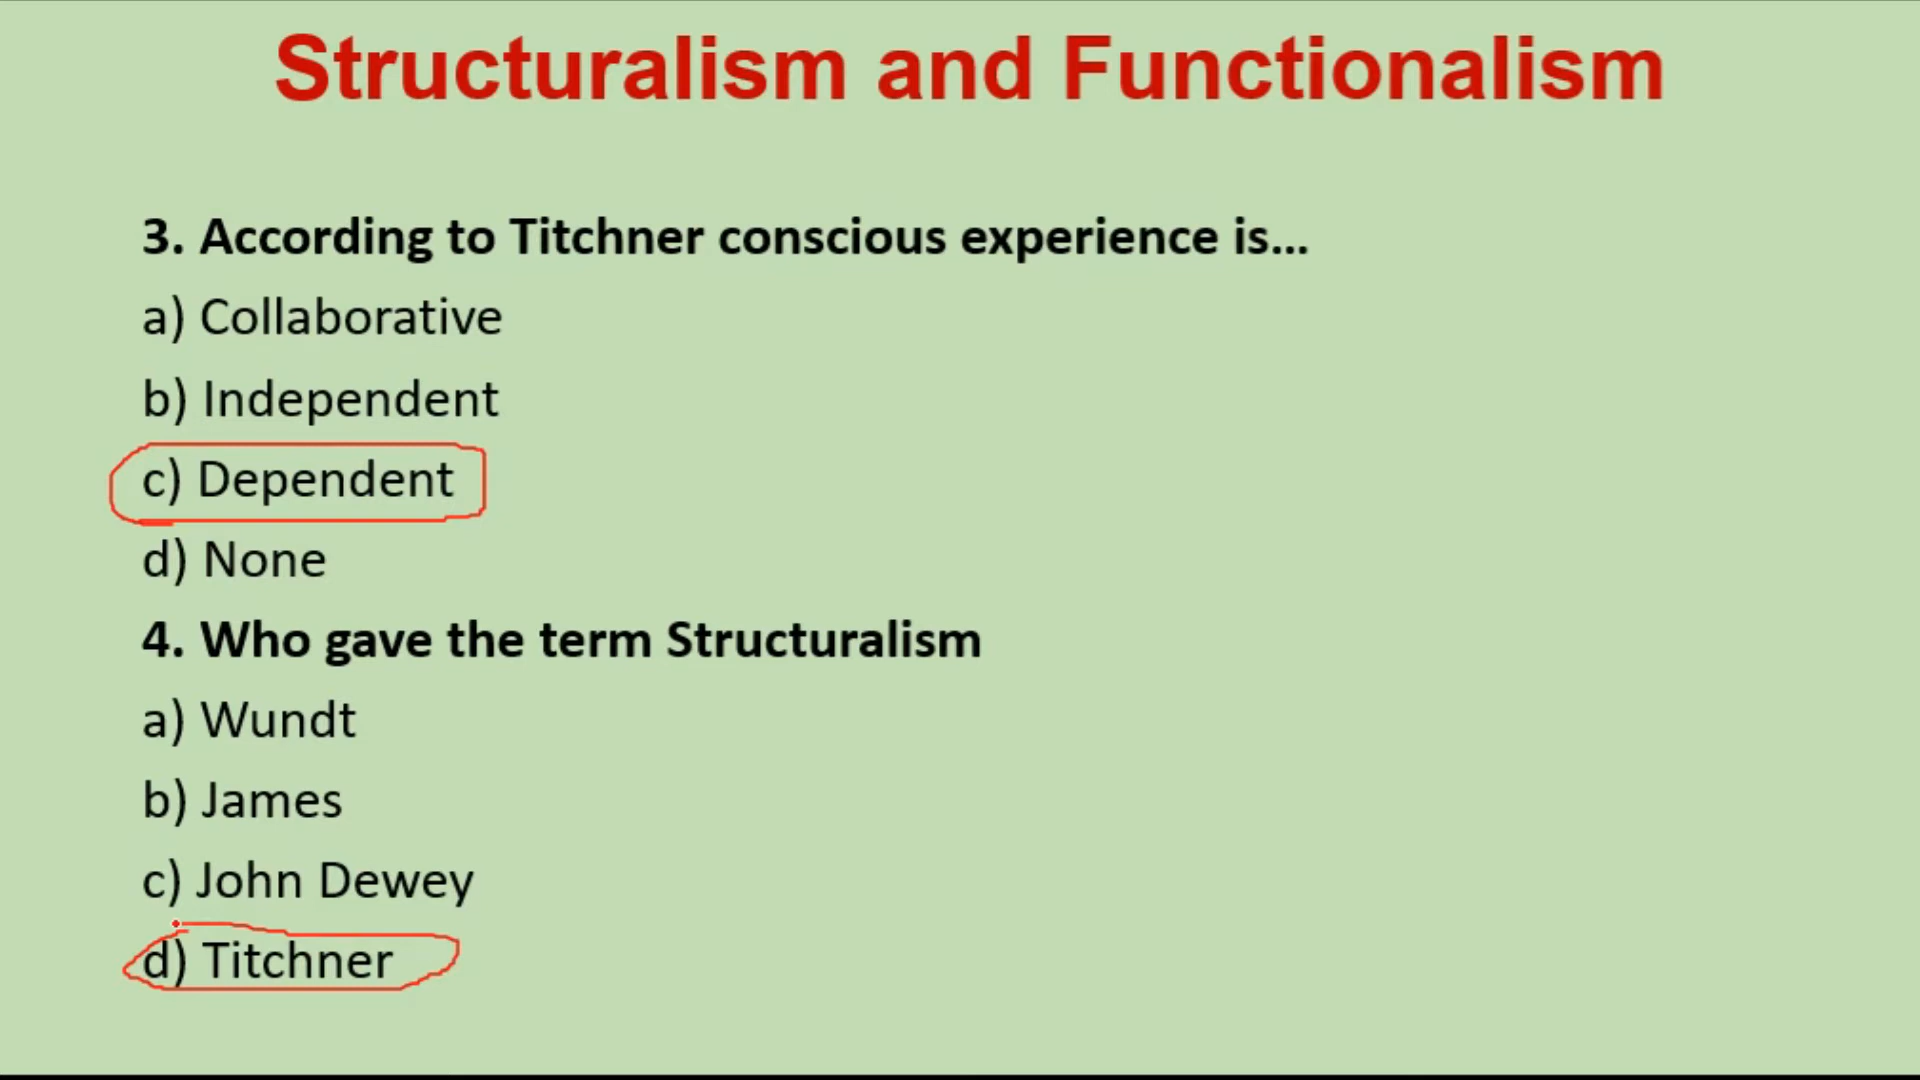 Structuralism and Functionalism
3. According to Titchner conscious experience is...
a) Collaborative
b) Independent
c) Dependent
d) None
4. Who gave the term Structuralism
a) Wundt
b) James
c) John Dewey
d) Titchner